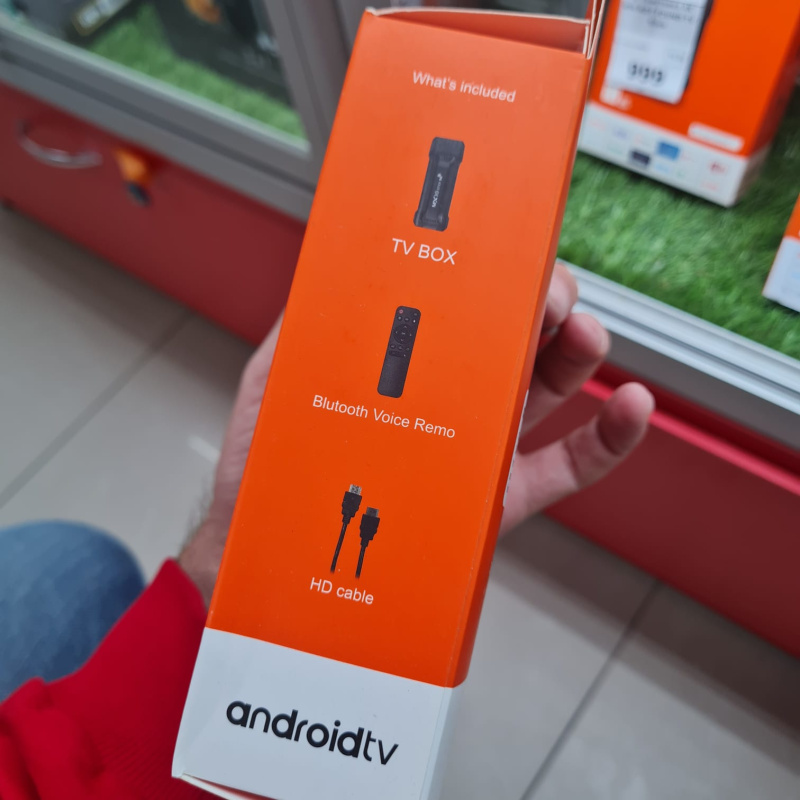 What's included
TV BOX
Blutooth Voice Remo
HD cable
androidtv